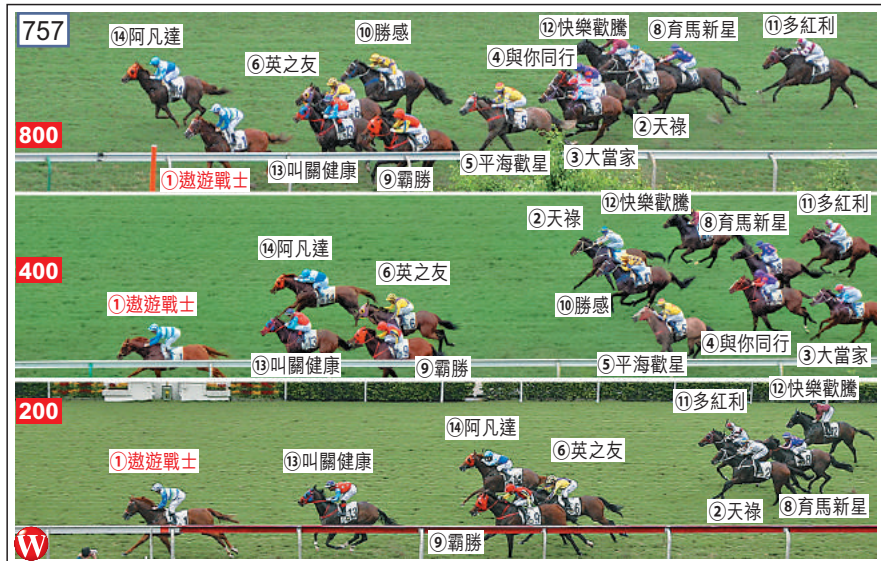 757
⑭阿凡達
⑥英之友
⑩勝感
④與你同行
⑫快樂歡騰
⑧育馬新星
⑪多紅利
800
①遨遊戰士
⑬叫關健康
⑨霸勝
⑤平海歡星
③大當家
②天祿
400
①遨遊戰士
⑭阿凡達
⑬叫關健康
⑥英之友
⑨霸勝
②天祿
⑩勝感
⑤平海歡星
⑫快樂歡騰
⑧育馬新星
④與你同行
⑪多紅利
③大當家
200
①遨遊戰士
⑬叫關健康
⑭阿凡達
⑨霸勝
⑥英之友
⑪多紅利
②天祿
⑫快樂歡騰
⑧育馬新星
W